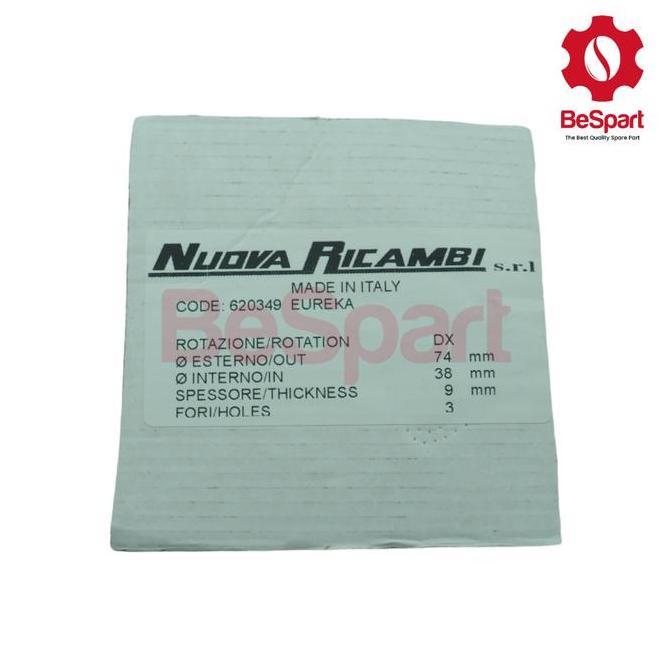 BeSpart
The Best Quality Spare Part
NUOVA RICAMBI s.r.l
MADE IN ITALY
CODE: 620349 EUREKA
BeSpart
ROTAZIONE/ROTATION DX
Ø ESTERNO/OUT 74 mm
Ø INTERNO/IN 38 mm
SPESSORE/THICKNESS 9 mm
FORI/HOLES 3